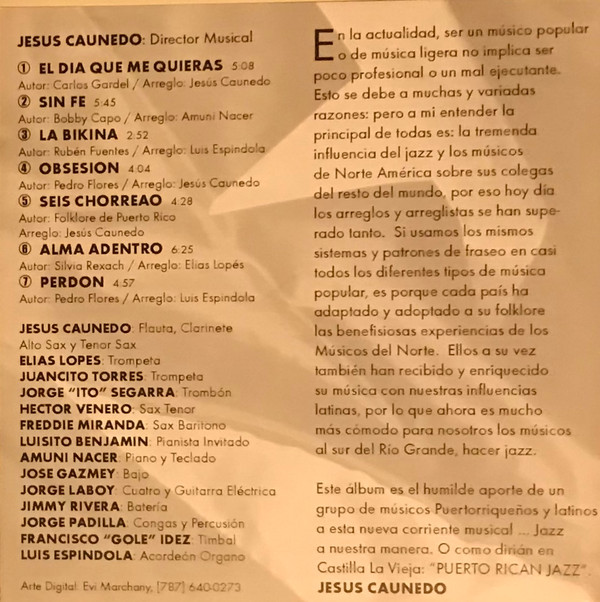 JESUS CAUNEDO: Director Musical
① EL DIA QUE ME QUIERAS 5:08
Autor: Carlos Gardel / Arreglo: Jesús Caunedo
② SIN FE 5:45
Autor: Bobby Capo / Arreglo: Amuni Nacer
③ LA BIKINA 2:52
Autor: Rubén Fuentes / Arreglo: Luis Espindola
④ OBSESION 4:04
Autor: Pedro Flores / Arreglo: Jesús Caunedo
⑤ SEIS CHORREAO 4:28
Autor: Folklore de Puerto Rico
Arreglo: Jesús Caunedo
⑥ ALMA ADENTRO 6:25
Autor: Silvia Rexach / Arreglo: Elias Lopés
⑦ PERDON 4:57
Autor: Pedro Flores / Arreglo: Luis Espindola
JESUS CAUNEDO: Flauta, Clarinete
Alto Sax y Tenor Sax
ELIAS LOPES: Trompeta
JUANCITO TORRES: Trompeta
JORGE "ITO" SEGARRA: Trombón
HECTOR VENERO: Sax Tenor
FREDDIE MIRANDA: Sax Baritono
LUISITO BENJAMIN: Pianista Invitado
AMUNI NACER: Piano y Teclado
JOSE GAZMEY: Bajo
JORGE LABOY: Cuatro y Guitarra Eléctrica
JIMMY RIVERA: Batería
JORGE PADILLA: Congas y Percusión
FRANCISCO "GOLE" IDEZ: Timbal
LUIS ESPINDOLA: Acordeón Organo
Arte Digital: Evi Marchany, [787] 640-0273
En la actualidad, ser un músico popular
o de música ligera no implica ser
poco profesional o un mal ejecutante.
Esto se debe a muchas y variadas
razones: pero a mi entender la
principal de todas es: la tremenda
influencia del jazz y los músicos
de Norte América sobre sus colegas
del resto del mundo, por eso hoy día
los arreglos y arreglistas se han supe-
rado tanto. Si usamos los mismos
sistemas y patrones de fraseo en casi
todos los diferentes tipos de música
popular, es porque cada país ha
adaptado y adoptado a su folklore
las benefisiosas experiencias de los
Músicos del Norte. Ellos a su vez
también han recibido y enriquecido
su música con nuestras influencias
latinas, por lo que ahora es mucho
más cómodo para nosotros los músicos
al sur del Río Grande, hacer jazz.
Este álbum es el humilde aporte de un
grupo de músicos Puertorriqueños y latinos
a esta nueva corriente musical ... Jazz
a nuestra manera. O como dirián en
Castilla La Vieja: "PUERTO RICAN JAZZ".
JESUS CAUNEDO